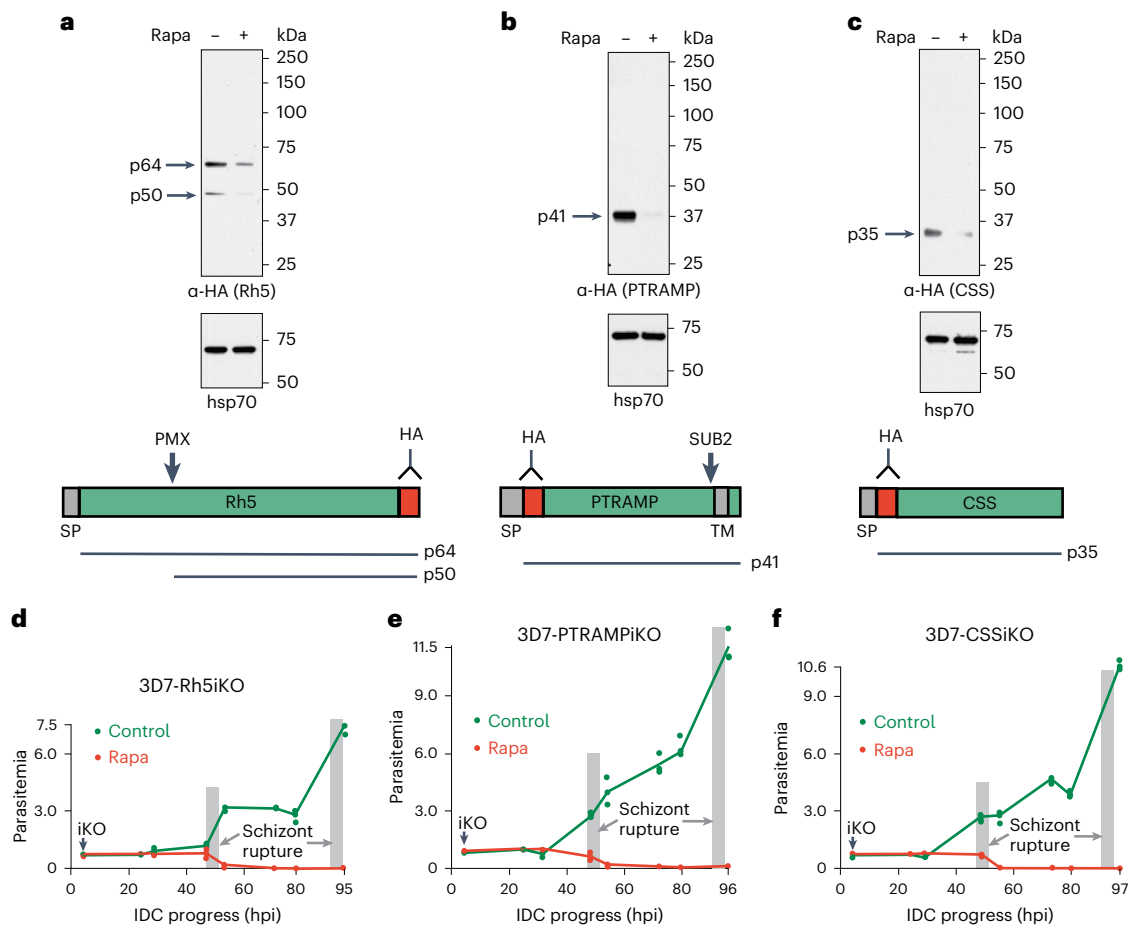 a
Rapa – + kDa
250
150
100
75
p64
50
p50
37
25
α-HA (Rh5)
75
50
hsp70
PMX
HA
Rh5
SP
p64
p50
b
Rapa – + kDa
250
150
100
75
50
p41
37
25
α-HA (PTRAMP)
75
50
hsp70
HA
SUB2
PTRAMP
SP
TM
p41
c
Rapa – + kDa
250
150
100
75
50
37
p35
25
α-HA (CSS)
75
50
hsp70
HA
CSS
SP
p35
d
3D7-Rh5iKO
7.5
6.0
3.0
0
Parasitemia
Control
Rapa
iKO
Schizont
rupture
0 20 40 60 80 95
IDC progress (hpi)
e
3D7-PTRAMPiKO
11.5
9.0
6.0
3.0
0
Parasitemia
Control
Rapa
iKO
Schizont
rupture
0 20 40 60 80 96
IDC progress (hpi)
f
3D7-CSSiKO
10.6
9.0
6.0
3.0
0
Parasitemia
Control
Rapa
iKO
Schizont
rupture
0 20 40 60 80 97
IDC progress (hpi)